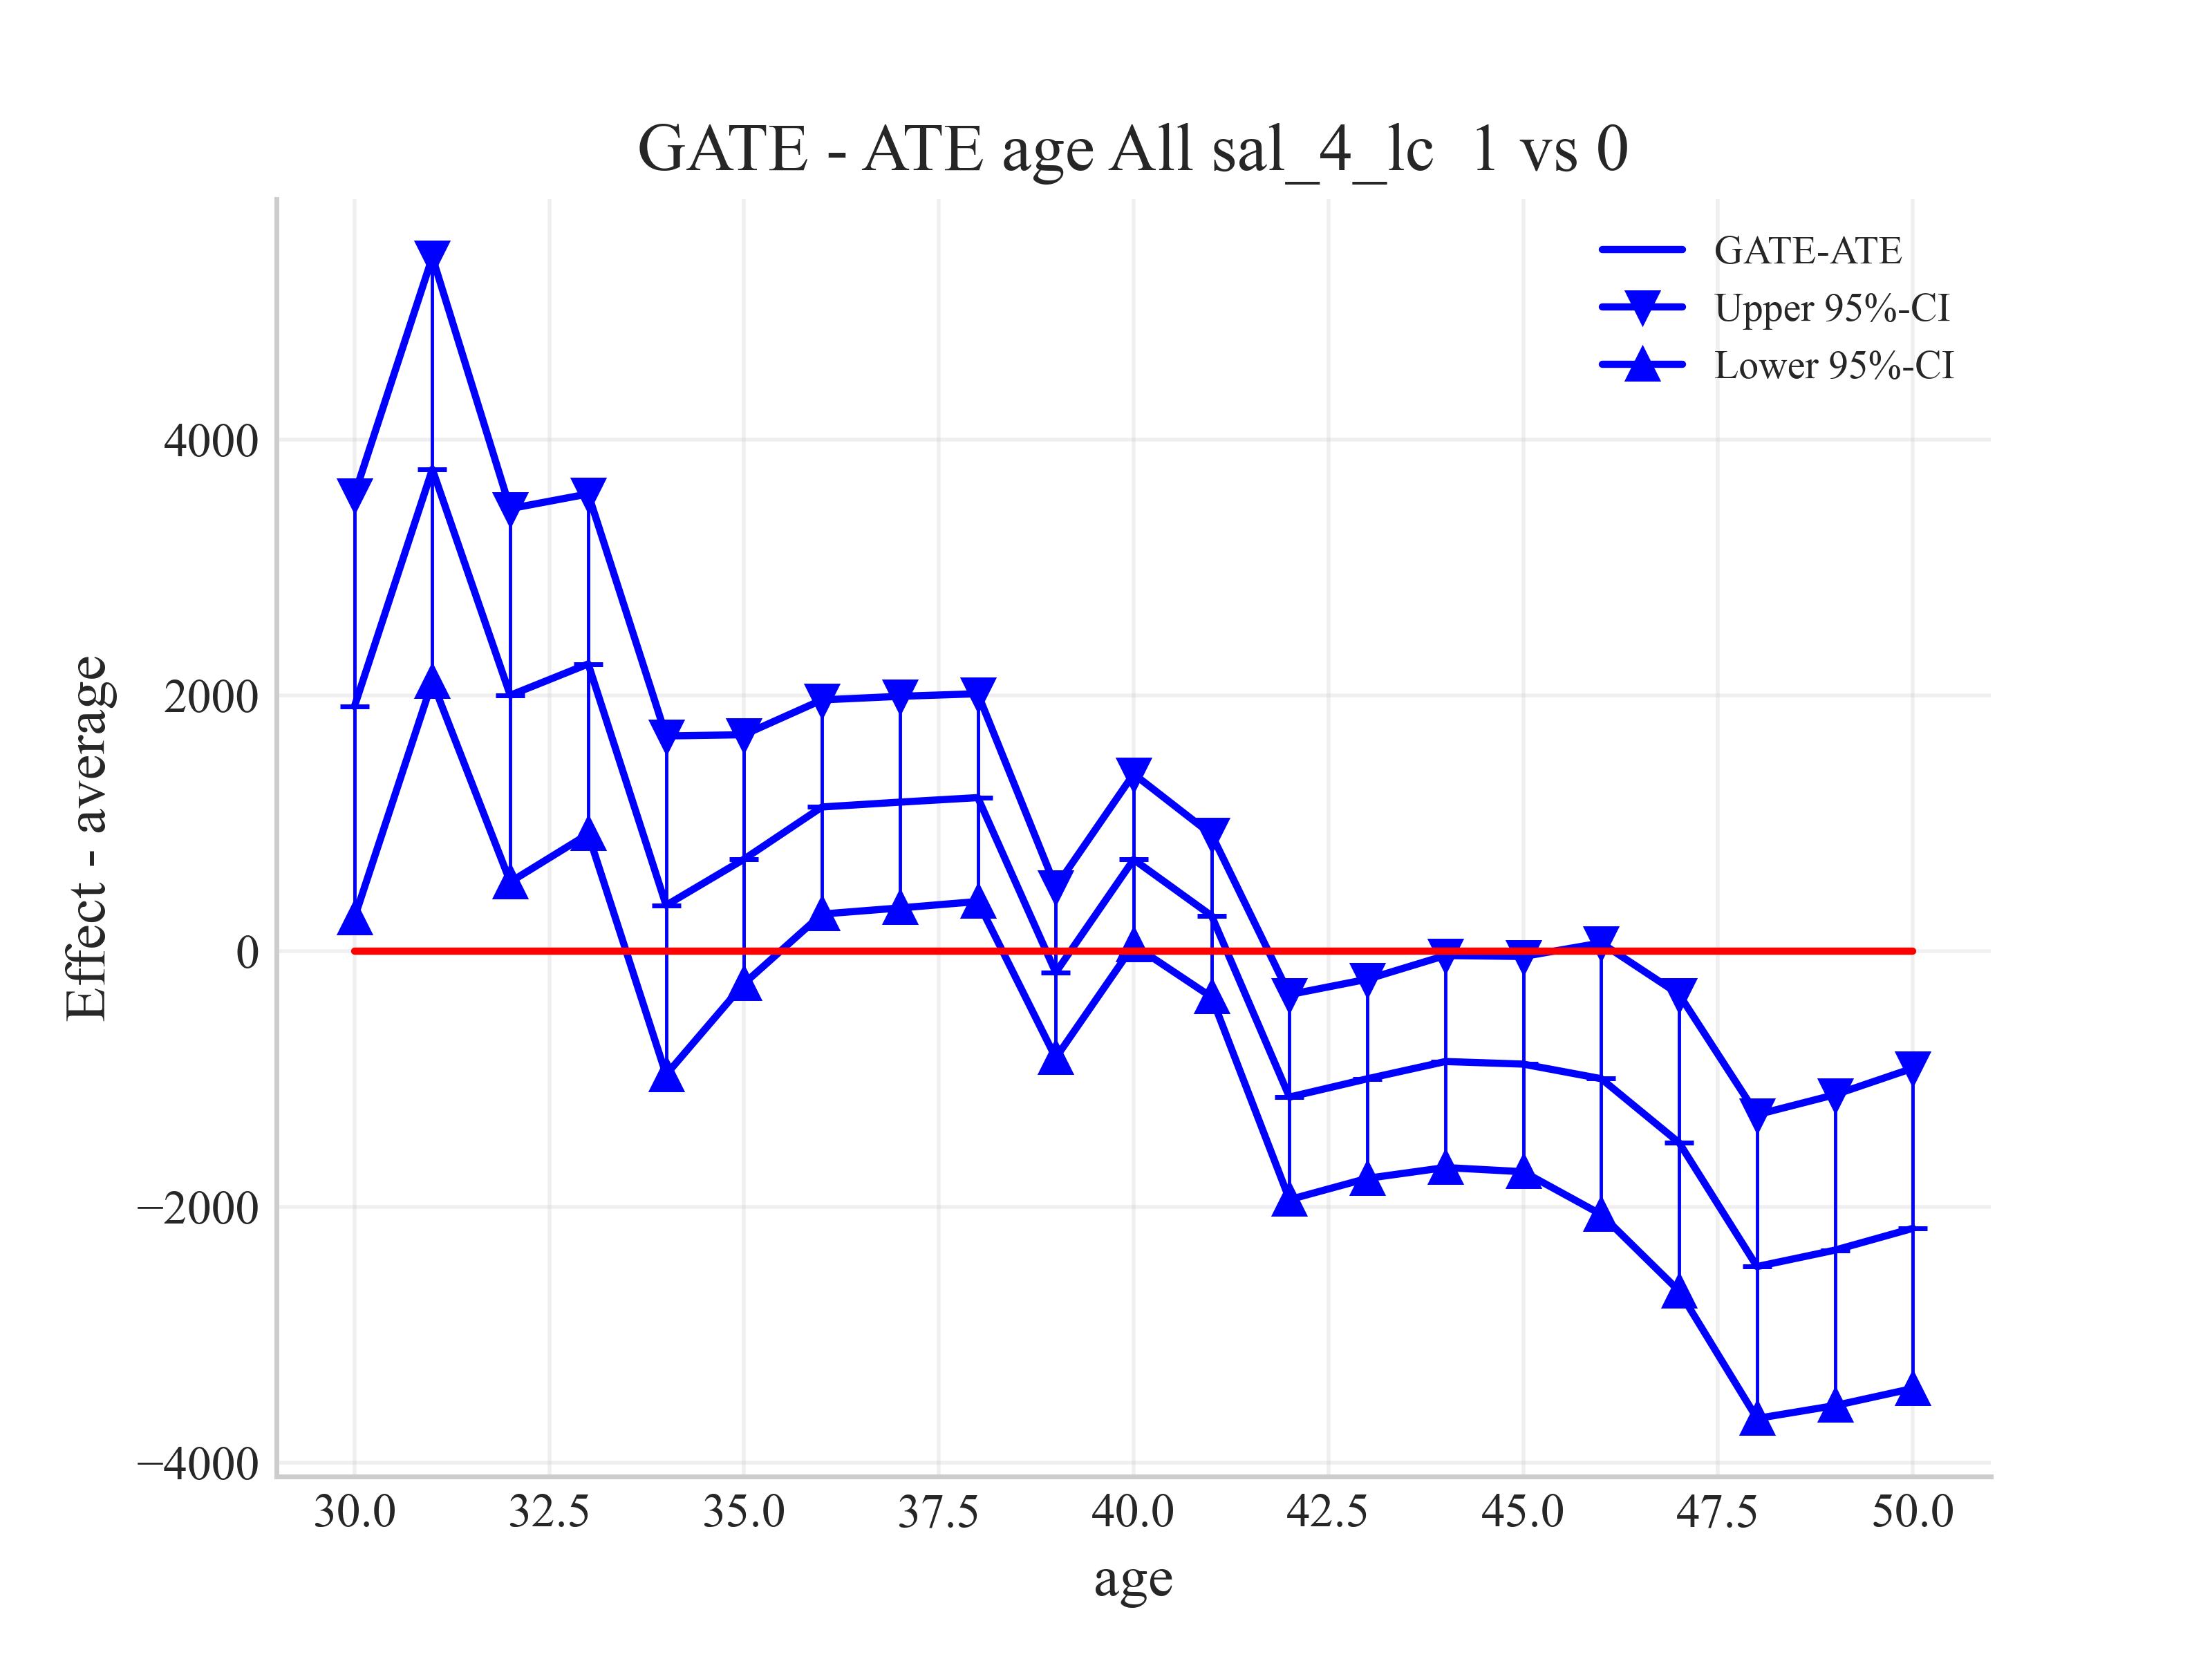 GATE - ATE age All sal_4_lc  1 vs 0
GATE-ATE
Upper 95%-CI
Lower 95%-CI
Effect - average
4000
2000
0
−2000
−4000
30.0 32.5 35.0 37.5 40.0 42.5 45.0 47.5 50.0
age